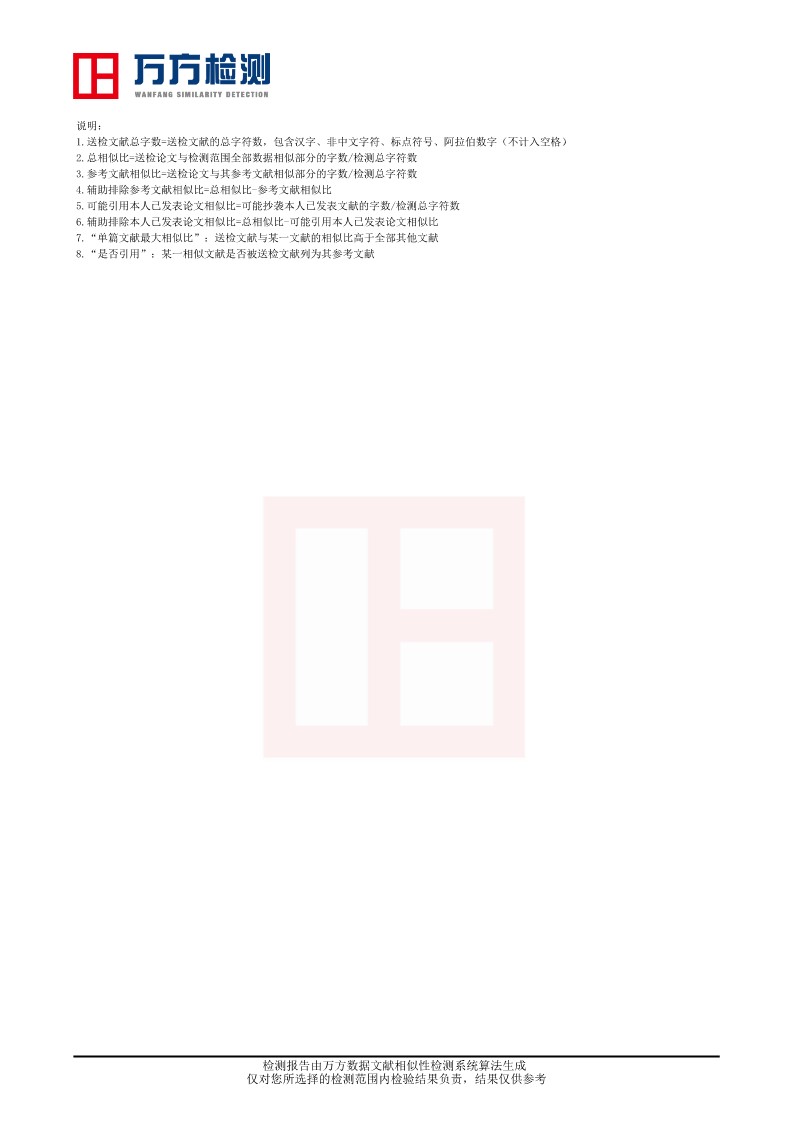 万方检测
WANFANG SIMILARITY DETECTION
说明：
1.送检文献总字数=送检文献的总字符数，包含汉字、非中文字符、标点符号、阿拉伯数字（不计入空格）
2.总相似比=送检论文与检测范围全部数据相似部分的字数/检测总字符数
3.参考文献相似比=送检论文与其参考文献相似部分的字数/检测总字符数
4.辅助排除参考文献相似比=总相似比-参考文献相似比
5.可能引用本人已发表论文相似比=可能抄袭本人已发表文献的字数/检测总字符数
6.辅助排除本人已发表论文相似比=总相似比-可能引用本人已发表论文相似比
7.“单篇文献最大相似比”：送检文献与某一文献的相似比高于全部其他文献
8.“是否引用”：某一相似文献是否被送检文献列为其参考文献
检测报告由万方数据文献相似性检测系统算法生成
仅对您所选择的检测范围内检验结果负责，结果仅供参考